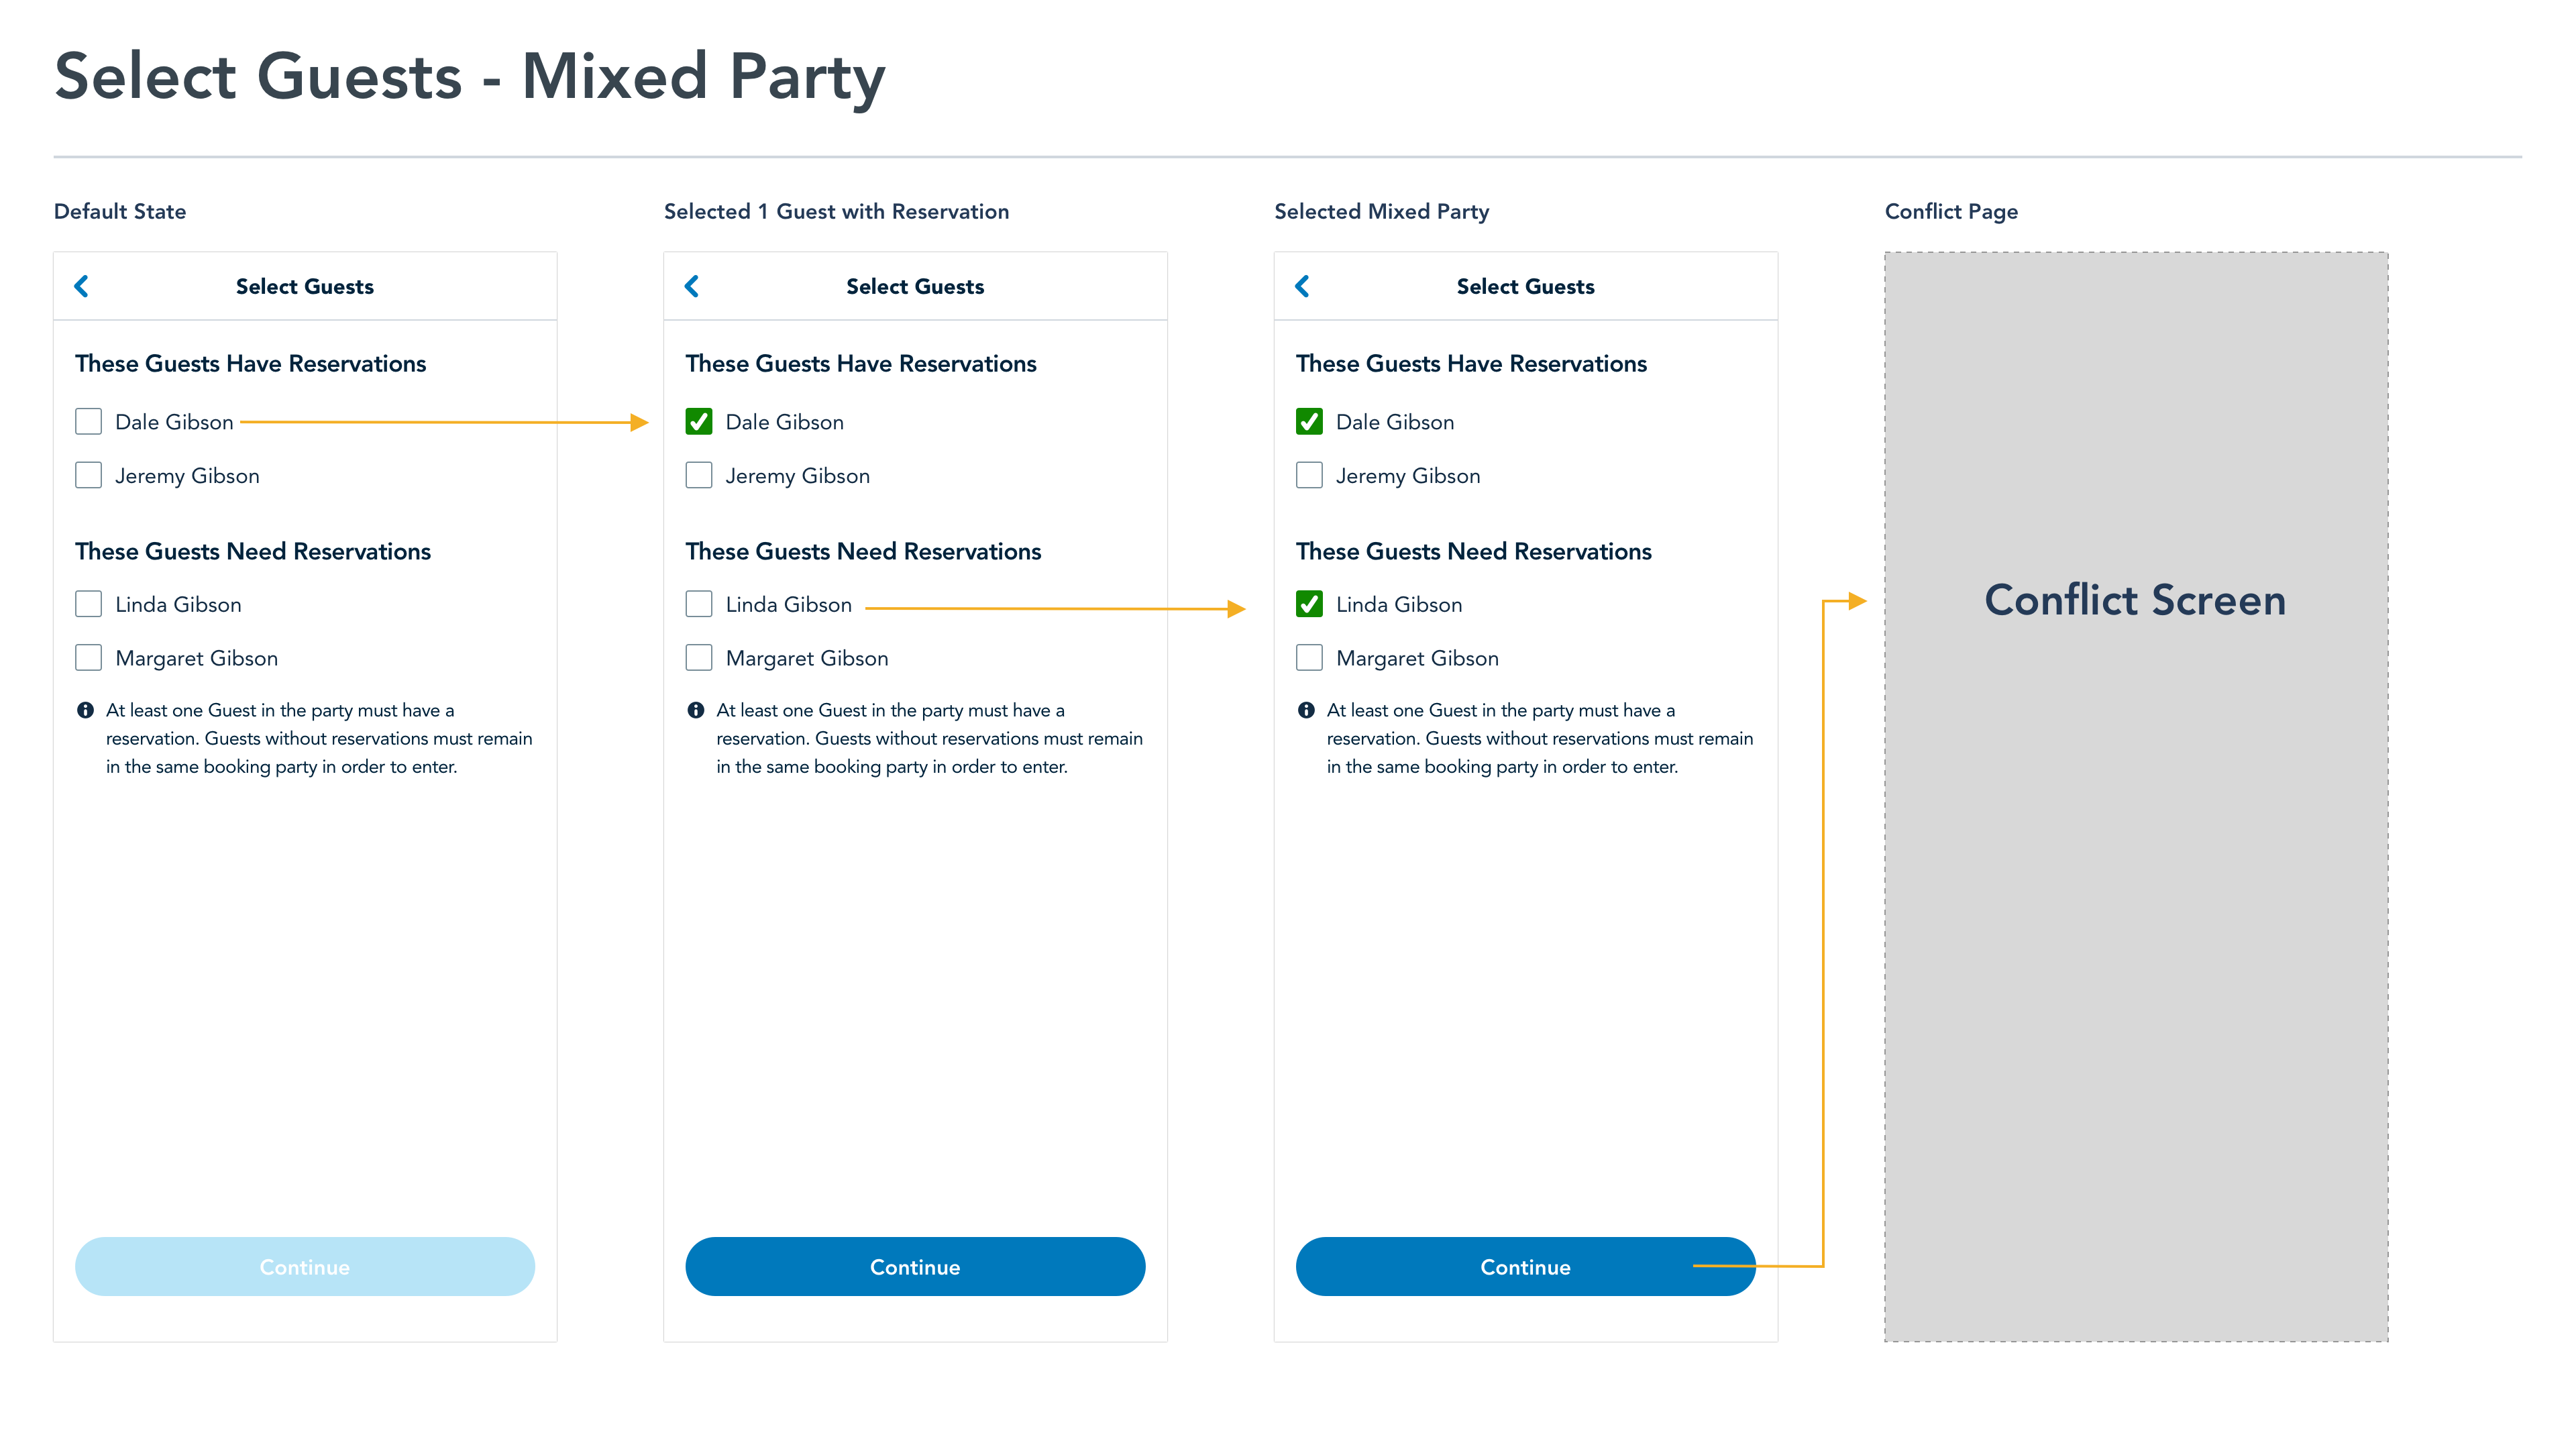 Select Guests - Mixed Party
Default State
Select Guests
These Guests Have Reservations
Dale Gibson
Jeremy Gibson
These Guests Need Reservations
Linda Gibson
Margaret Gibson
At least one Guest in the party must have a
reservation. Guests without reservations must remain
in the same booking party in order to enter.
Continue
Selected 1 Guest with Reservation
Select Guests
These Guests Have Reservations
Dale Gibson
Jeremy Gibson
These Guests Need Reservations
Linda Gibson
Margaret Gibson
At least one Guest in the party must have a
reservation. Guests without reservations must remain
in the same booking party in order to enter.
Continue
Selected Mixed Party
Select Guests
These Guests Have Reservations
Dale Gibson
Jeremy Gibson
These Guests Need Reservations
Linda Gibson
Margaret Gibson
At least one Guest in the party must have a
reservation. Guests without reservations must remain
in the same booking party in order to enter.
Continue
Conflict Page
Conflict Screen